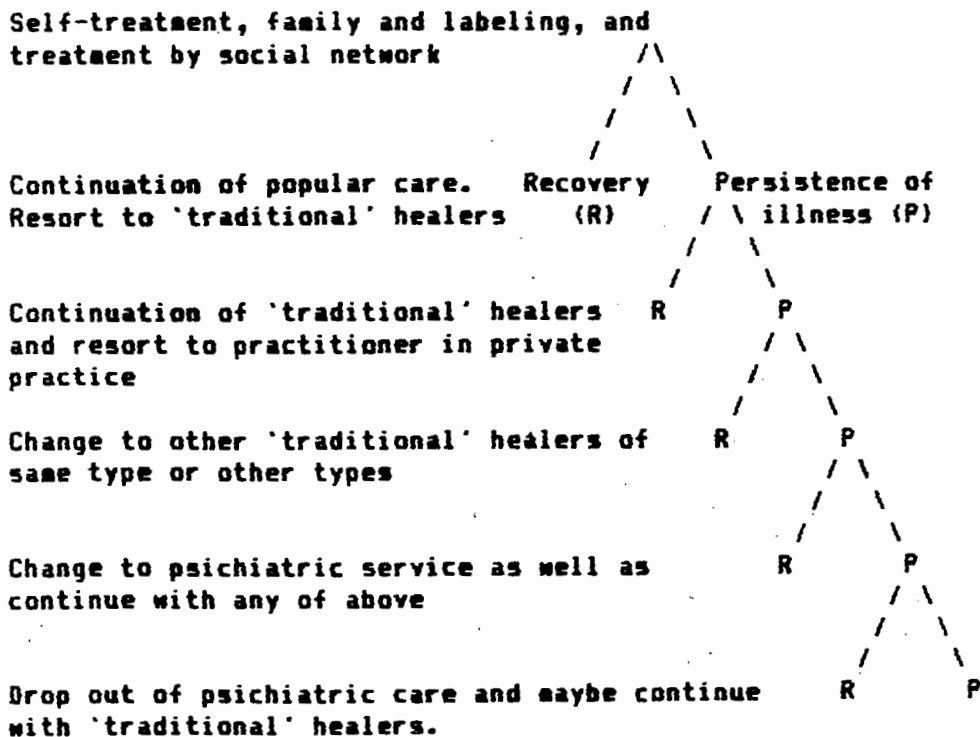 Self-treatment, family and labeling, and
treatment by social network
Continuation of popular care. Recovery Persistence of
Resort to `traditional' healers (R) illness (P)
Continuation of `traditional' healers R P
and resort to practitioner in private
practice
Change to other `traditional' healers of R P
same type or other types
Change to psichiatric service as well as R P
continue with any of above
Drop out of psichiatric care and maybe continue R P
with `traditional' healers.